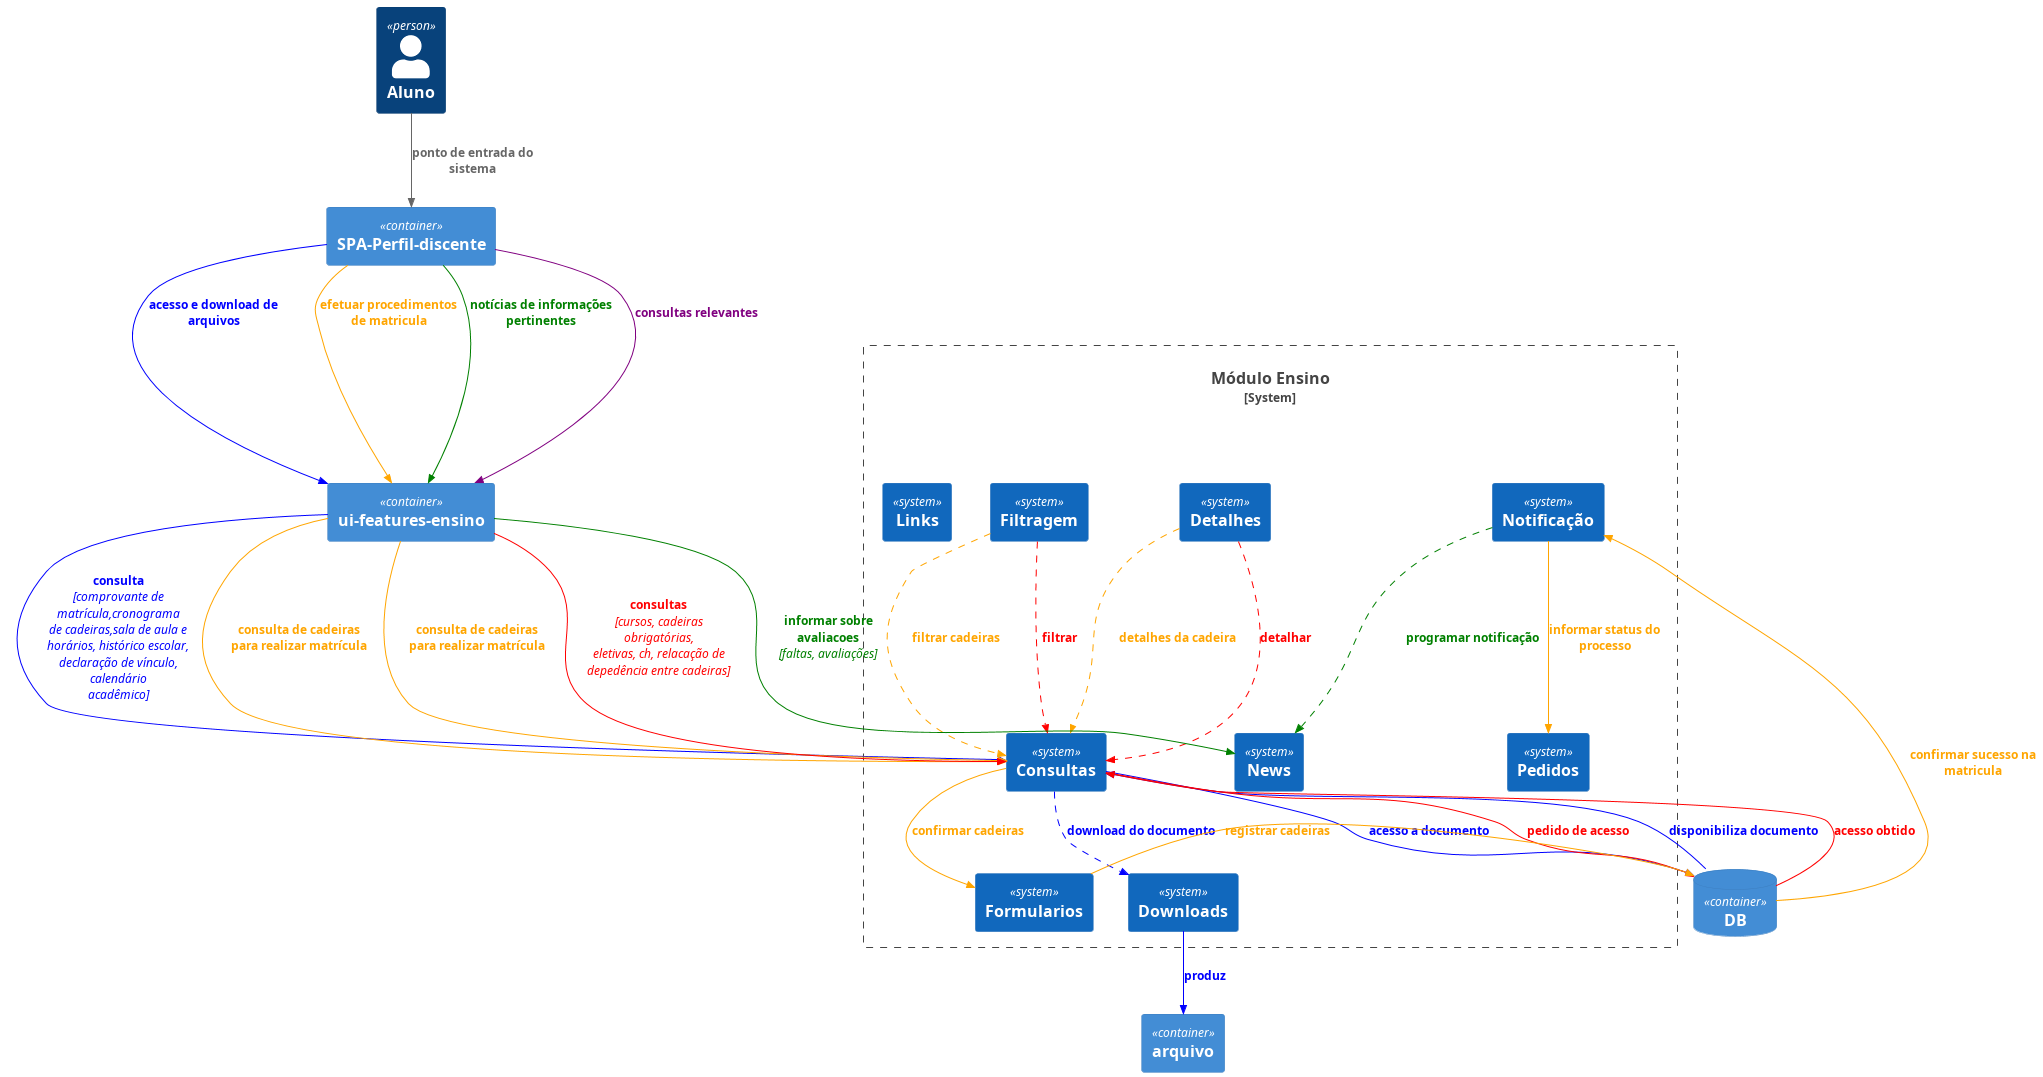 «person»
Aluno
ponto de entrada do
sistema
«container»
SPA-Perfil-discente
acesso e download de
arquivos
efetuar procedimentos
de matricula
notícias de informações
pertinentes
consultas relevantes
Módulo Ensino
[System]
«container»
ui-features-ensino
«system»
Links
«system»
Filtragem
«system»
Detalhes
«system»
Notificação
consulta
[comprovante de
matrícula,cronograma
de cadeiras,sala de aula e
horários, histórico escolar,
declaração de vínculo,
calendário
acadêmico]
consulta de cadeiras
para realizar matrícula
consulta de cadeiras
para realizar matrícula
consultas
[cursos, cadeiras
obrigatórias,
eletivas, ch, relacação de
depedência entre cadeiras]
informar sobre
avaliacoes
[faltas, avaliações]
filtrar cadeiras
filtrar
detalhes da cadeira
detalhar
programar notificação
informar status do
processo
«system»
Consultas
«system»
News
«system»
Pedidos
confirmar sucesso na
matricula
confirmar cadeiras
download do documento
registrar cadeiras
acesso a documento
pedido de acesso
disponibiliza documento
acesso obtido
«system»
Formularios
«system»
Downloads
«container»
DB
produz
«container»
arquivo